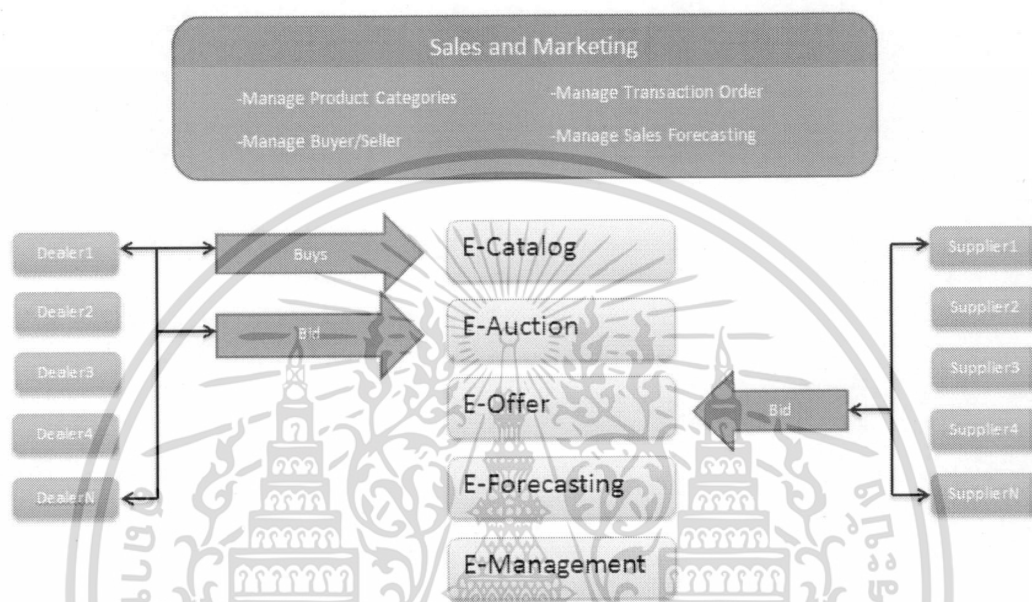 Sales and Marketing
-Manage Product Categories
-Manage Transaction Order
-Manage Buyer/Seller
-Manage Sales Forecasting
Dealer1
Buys
E-Catalog
Supplier1
Dealer2
Bid
E-Auction
Supplier2
Dealer3
E-Offer
Bid
Supplier3
Dealer4
Supplier4
DealerN
E-Forecasting
SupplierN
E-Management